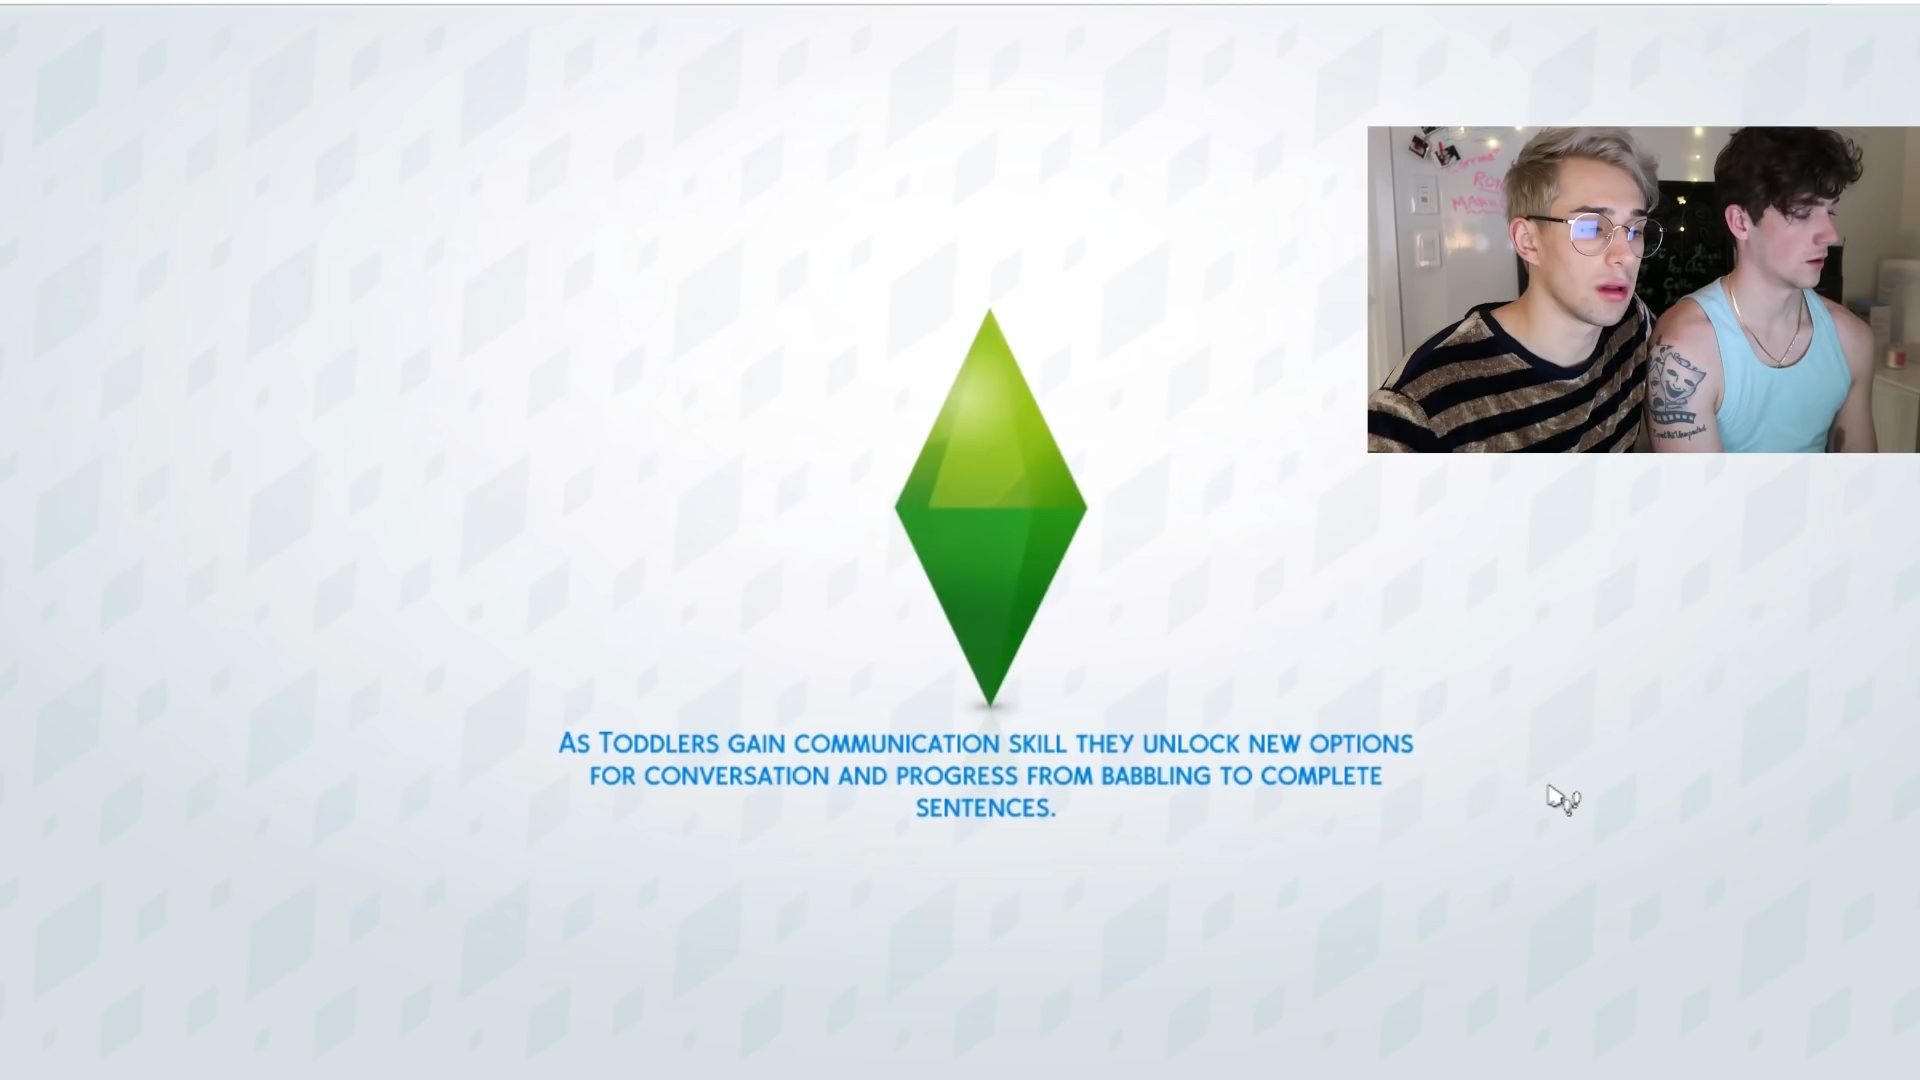 As Toddlers gain communication skill they unlock new options
for conversation and progress from babbling to complete
sentences.